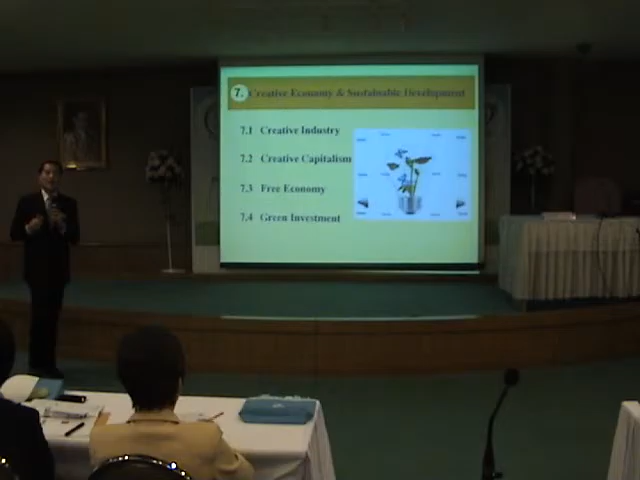 7. Creative Economy & Sustainable Development
7.1 Creative Industry
7.2 Creative Capitalism
7.3 Free Economy
7.4 Green Investment